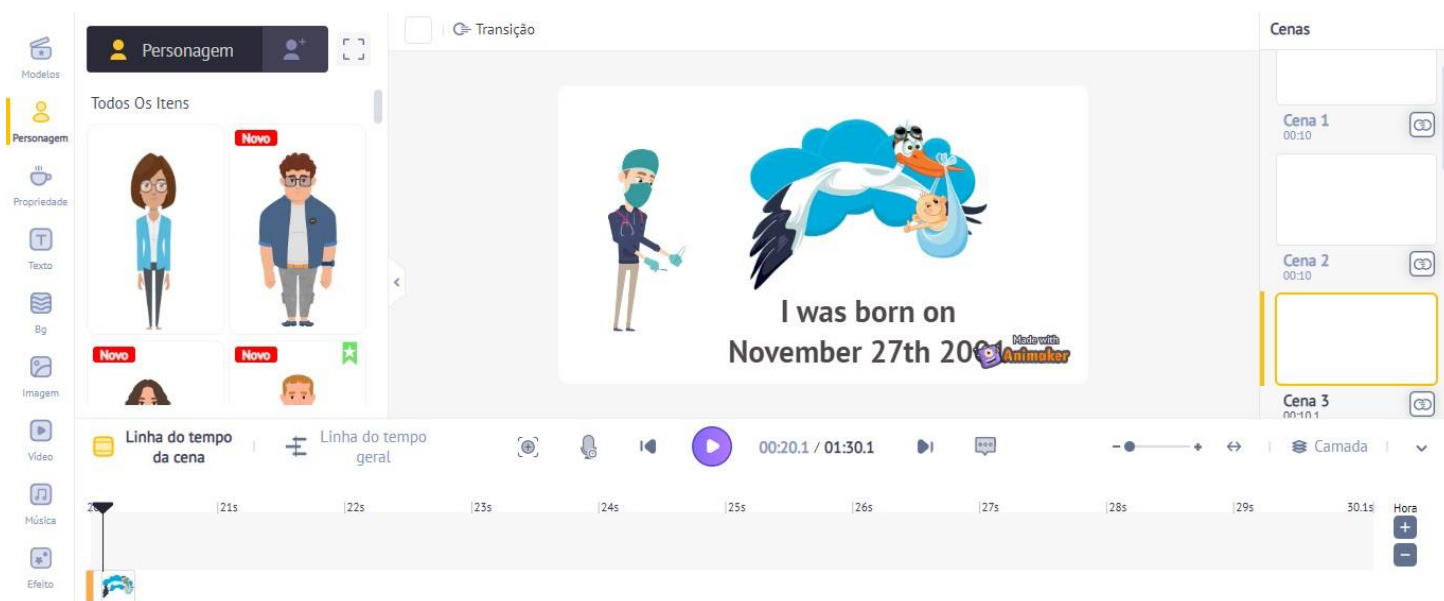 Modelos
Personagem
Propriedade
Texto
Bg
Imagem
Vídeo
Música
Efeito
Personagem
Todos Os Itens
Novo
Novo
Novo
Transição
I was born on
November 27th
Made with
Animaker
Cenas
Cena 1
00:10
Cena 2
00:10
Cena 3
00:10.1
Linha do tempo
da cena
Linha do tempo
geral
00:20.1 / 01:30.1
Camada
21s
22s
23s
24s
25s
26s
27s
28s
29s
30.1s
Hora